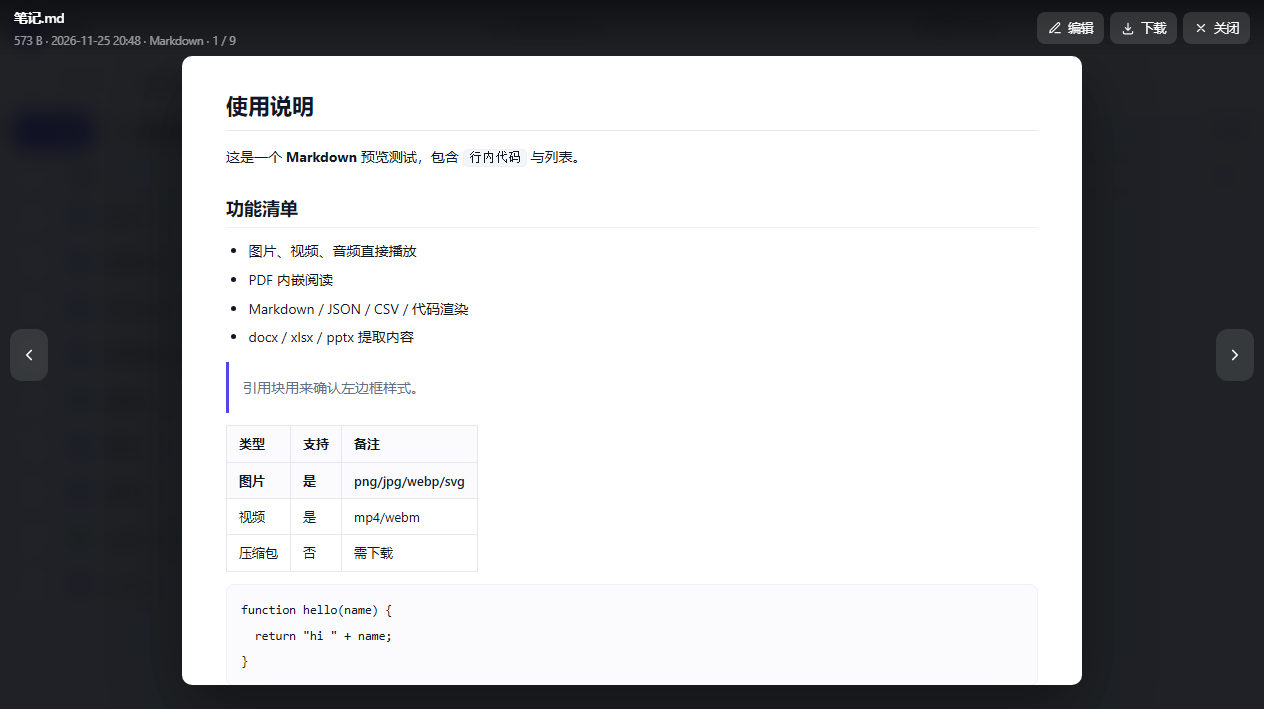 笔记.md
573 B · 2026-11-25 20:48 · Markdown · 1 / 9
编辑
下载
关闭
使用说明
这是一个 Markdown 预览测试，包含 行内代码 与列表。
功能清单
图片、视频、音频直接播放
PDF 内嵌阅读
Markdown / JSON / CSV / 代码渲染
docx / xlsx / pptx 提取内容
引用块用来确认左边框样式。
类型 支持 备注
图片 是 png/jpg/webp/svg
视频 是 mp4/webm
压缩包 否 需下载
function hello(name) {
  return "hi " + name;
}